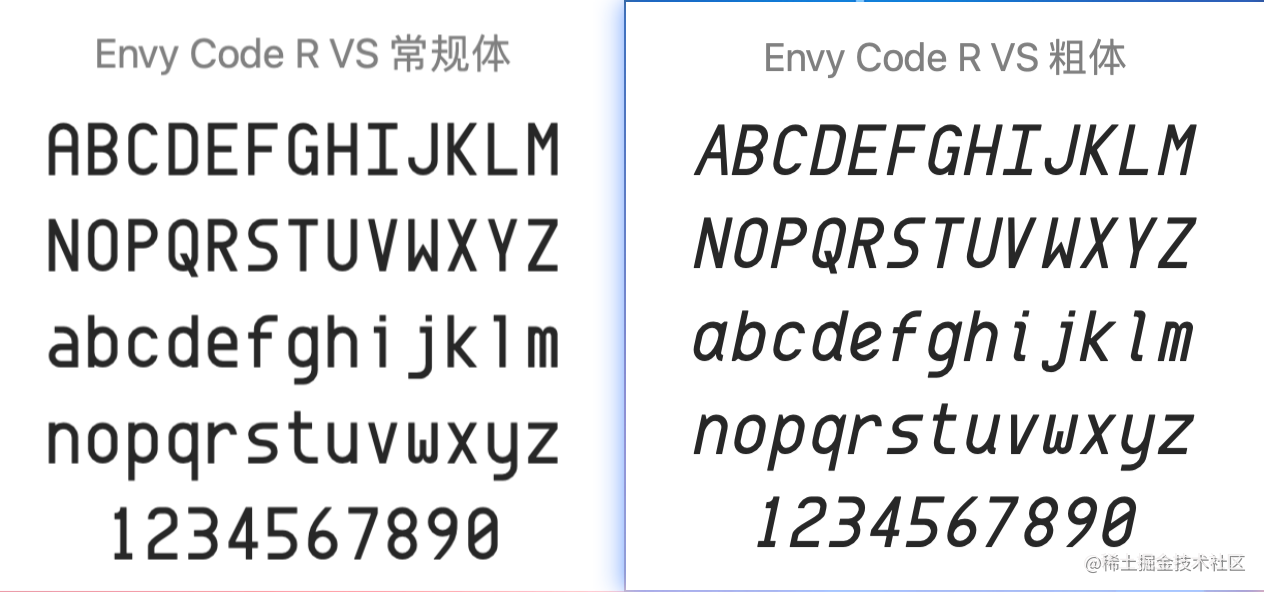 Envy Code R VS 常规体
ABCDEFGHIJKLM
NOPQRSTUVWXYZ
abcdefghijklm
nopqrstuvwxyz
1234567890
Envy Code R VS 粗体
ABCDEFGHIJKLM
NOPQRSTUVWXYZ
abcdefghijklm
nopqrstuvwxyz
1234567890
@稀土掘金技术社区